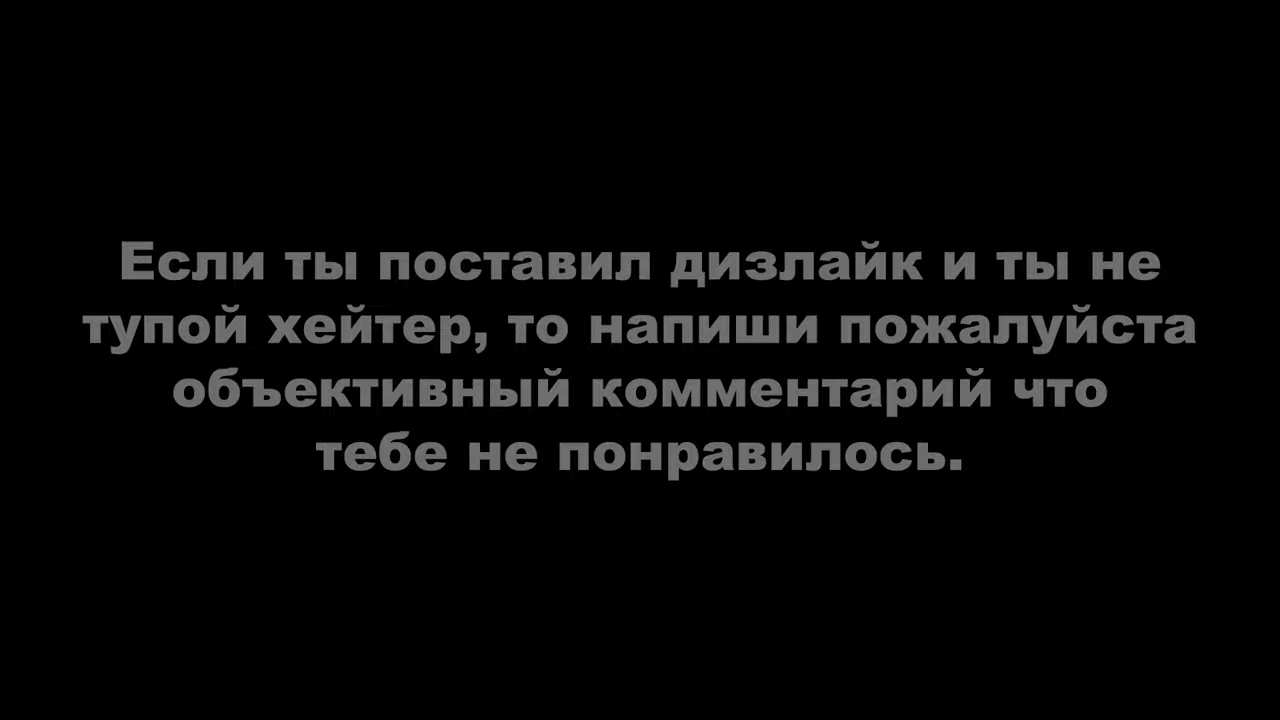 Если ты поставил дизлайк и ты не
тупой хейтер, то напиши пожалуйста
объективный комментарий что
тебе не понравилось.